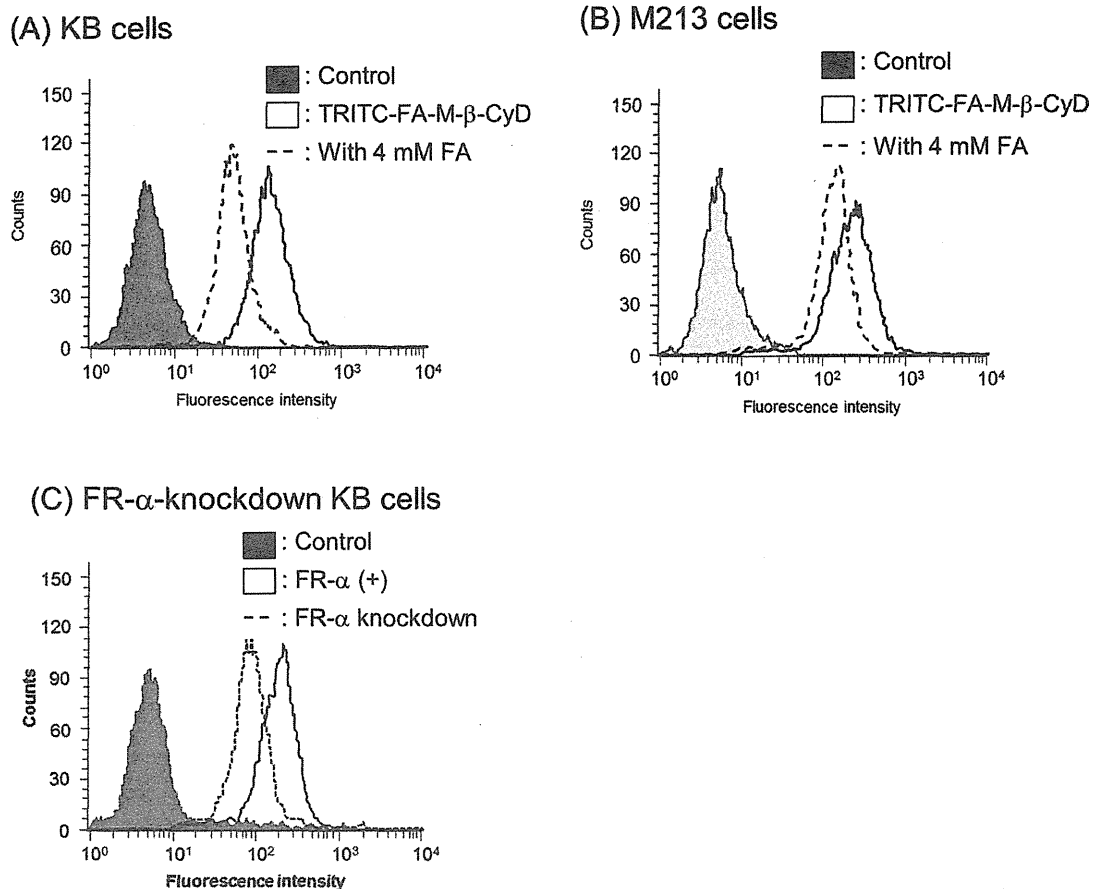 (A) KB cells
: Control
: TRITC-FA-M-β-CyD
: With 4 mM FA
150
120
90
60
30
0
Counts
10⁰ 10¹ 10² 10³ 10⁴
Fluorescence intensity
(B) M213 cells
: Control
: TRITC-FA-M-β-CyD
: With 4 mM FA
150
120
90
60
30
0
Counts
10⁰ 10¹ 10² 10³ 10⁴
Fluorescence intensity
(C) FR-α-knockdown KB cells
: Control
: FR-α (+)
: FR-α knockdown
150
120
90
60
30
0
Counts
10⁰ 10¹ 10² 10³ 10⁴
Fluorescence intensity